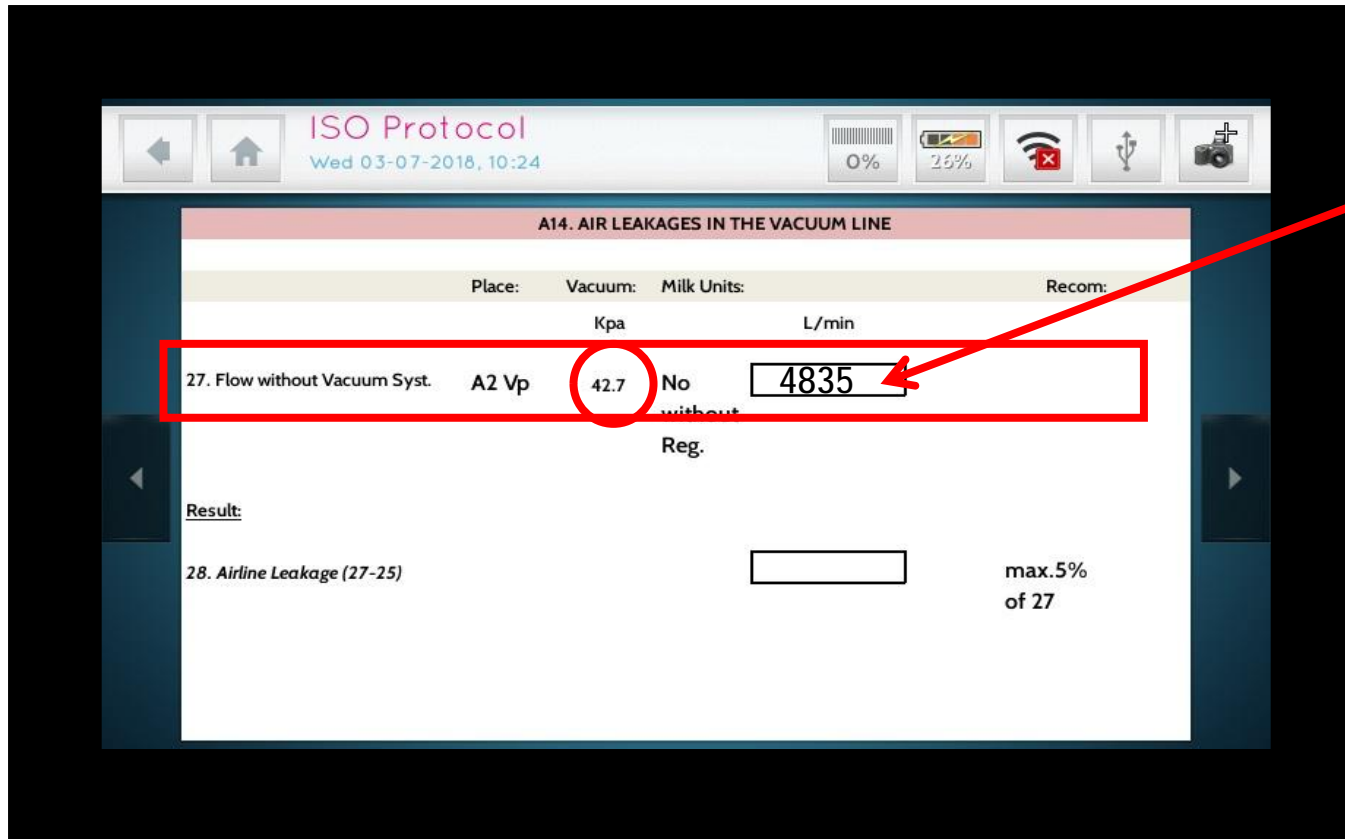 ISO Protocol
Wed 03-07-2018, 10:24
0%
26%
A14. AIR LEAKAGES IN THE VACUUM LINE
Place: Vacuum: Milk Units: Recom:
Kpa L/min
27. Flow without Vacuum Syst. A2 Vp 42.7 No 4835
without
Reg.
Result:
28. Airline Leakage (27-25) max.5%
of 27